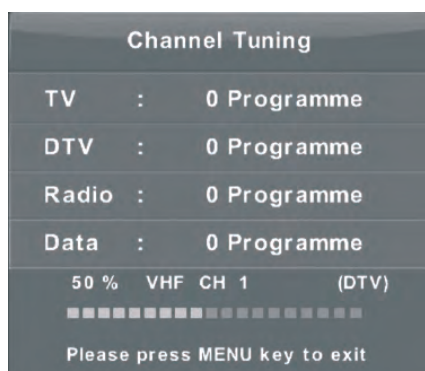 Channel Tuning
TV : 0 Programme
DTV : 0 Programme
Radio : 0 Programme
Data : 0 Programme
50 % VHF CH 1 (DTV)
Please press MENU key to exit